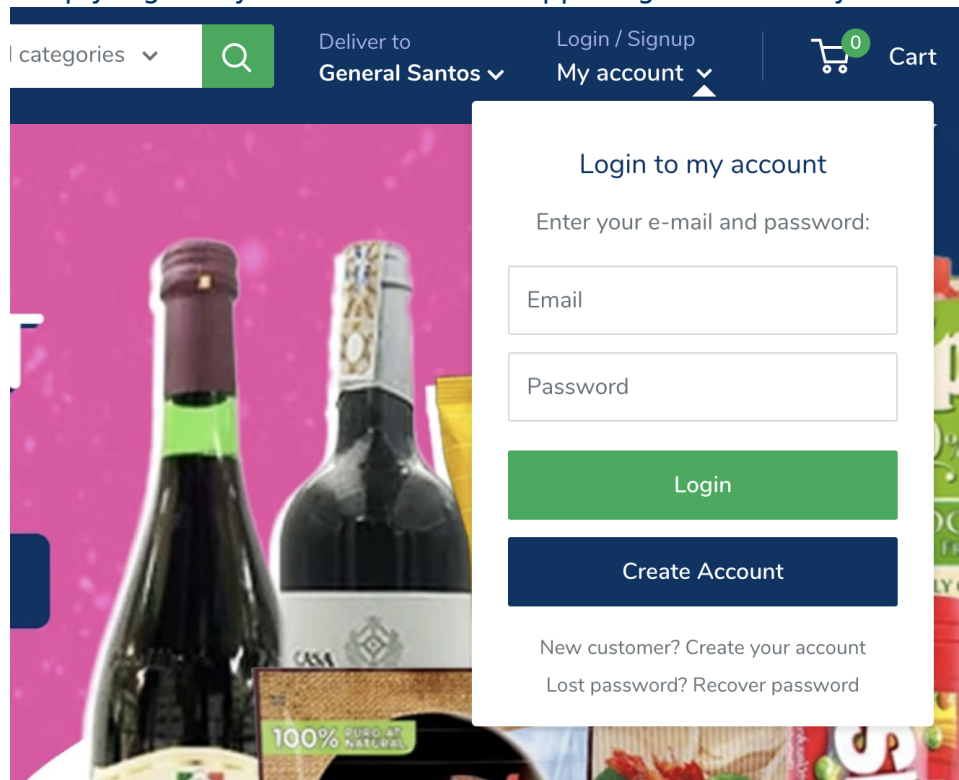 l categories
Deliver to
General Santos
Login / Signup
My account
0
Cart
Login to my account
Enter your e-mail and password:
Email
Password
Login
Create Account
New customer? Create your account
Lost password? Recover password
CASA
100% PURO AT
NATURAL